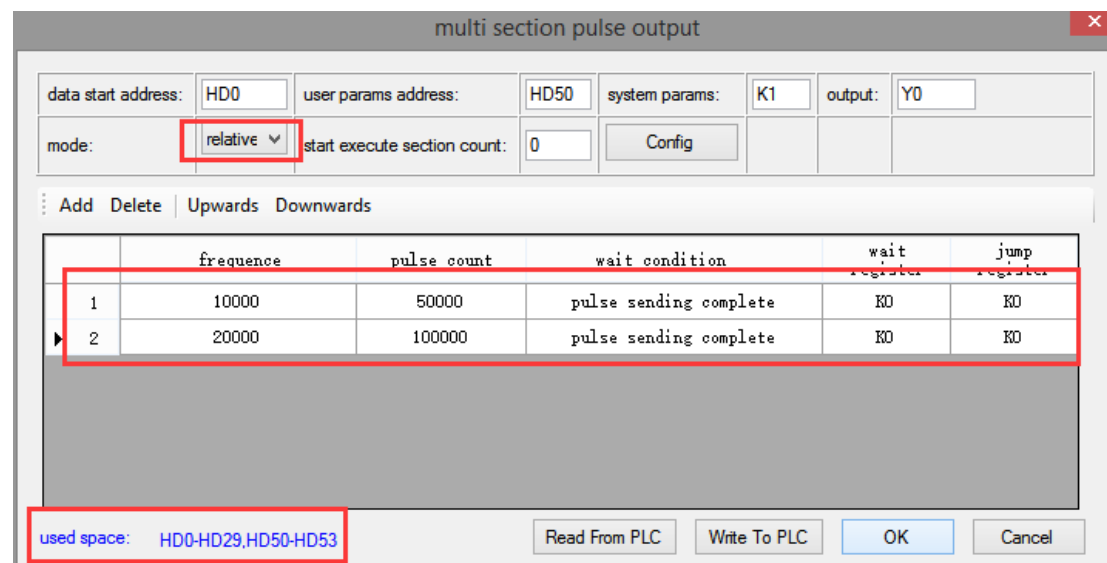 multi section pulse output
data start address: HD0 user params address: HD50 system params: K1 output: Y0
mode: relative start execute section count: 0 Config
Add Delete Upwards Downwards
frequence pulse count wait condition wait register jump register
1 10000 50000 pulse sending complete K0 K0
2 20000 100000 pulse sending complete K0 K0
used space: HD0-HD29,HD50-HD53 Read From PLC Write To PLC OK Cancel